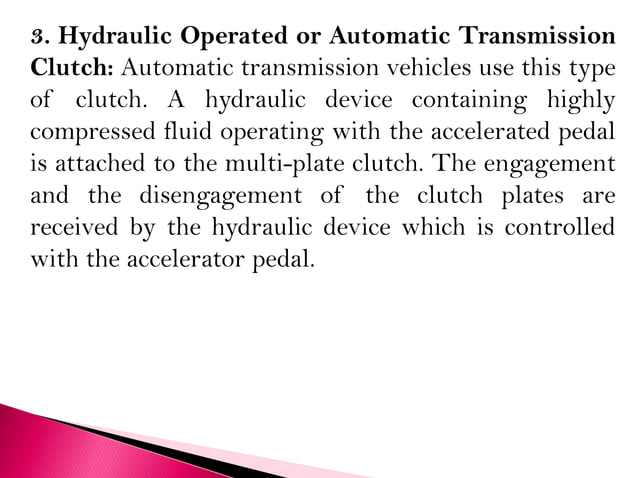 3. Hydraulic Operated or Automatic Transmission
Clutch: Automatic transmission vehicles use this type
of clutch. A hydraulic device containing highly
compressed fluid operating with the accelerated pedal
is attached to the multi-plate clutch. The engagement
and the disengagement of the clutch plates are
received by the hydraulic device which is controlled
with the accelerator pedal.